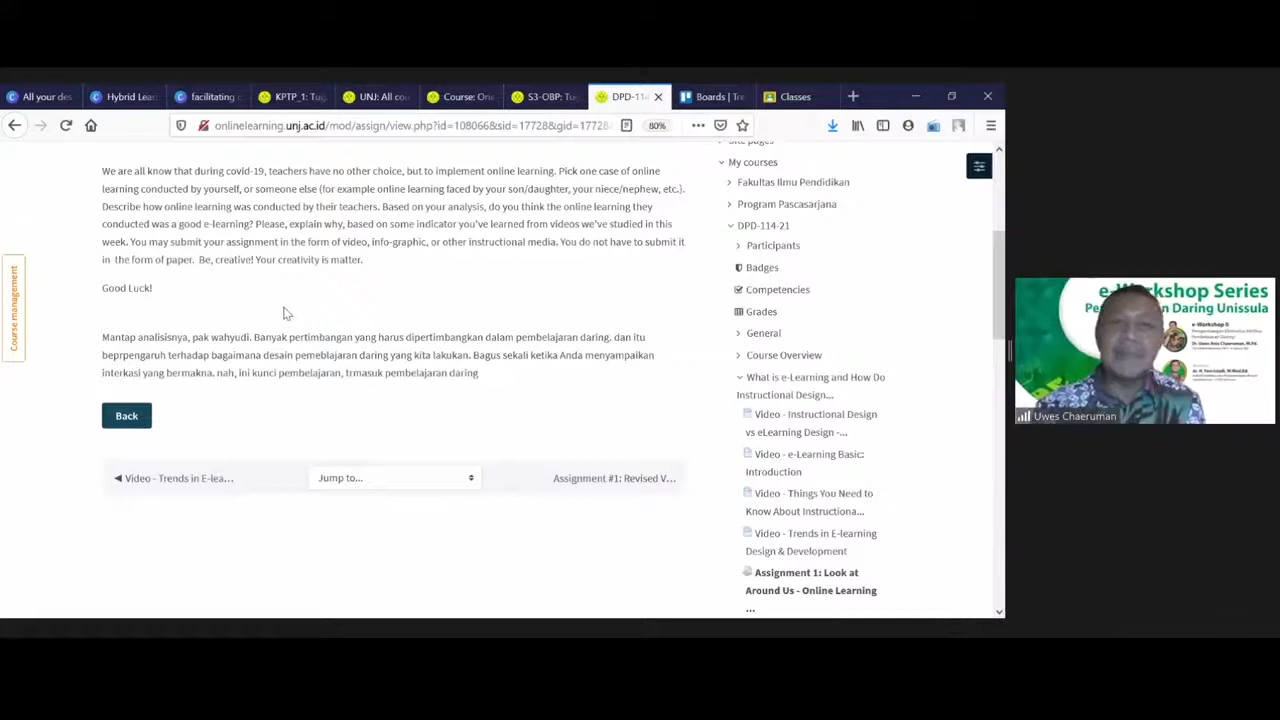 All your des
Hybrid Lear
facilitating c
KPTP_1: Tug
UNJ: All cou
Course: Onl
S3-OBP: Tug
DPD-114
Boards | Tre
Classes
onlinelearning.unj.ac.id/mod/assign/view.php?id=108066&sid=17728&gid=17728
80%
Course management
We are all know that during covid-19, teachers have no other choice, but to implement online learning. Pick one case of online
learning conducted by yourself, or someone else (for example online learning faced by your son/daughter, your niece/nephew, etc.).
Describe how online learning was conducted by their teachers. Based on your analysis, do you think the online learning they
conducted was a good e-learning? Please, explain why, based on some indicator you've learned from videos we've studied in this
week. You may submit your assignment in the form of video, info-graphic, or other instructional media. You do not have to submit it
in the form of paper. Be, creative! Your creativity is matter.
Good Luck!
Mantap analisisnya, pak wahyudi. Banyak pertimbangan yang harus dipertimbangkan dalam pembelajaran daring. dan itu
beprpengaruh terhadap bagaimana desain pemeblajaran daring yang kita lakukan. Bagus sekali ketika Anda menyampaikan
interkasi yang bermakna. nah, ini kunci pembelajaran, trmasuk pembelajaran daring
Back
◀ Video - Trends in E-lea...
Jump to...
Assignment #1: Revised V...
Site pages
My courses
Fakultas Ilmu Pendidikan
Program Pascasarjana
DPD-114-21
Participants
Badges
Competencies
Grades
General
Course Overview
What is e-Learning and How Do
Instructional Design...
Video - Instructional Design
vs eLearning Design -...
Video - e-Learning Basic:
Introduction
Video - Things You Need to
Know About Instructiona...
Video - Trends in E-learning
Design & Development
Assignment 1: Look at
Around Us - Online Learning
...
e-Workshop Series
Daring Unissula
e-Workshop II
Uwes Chaeruman